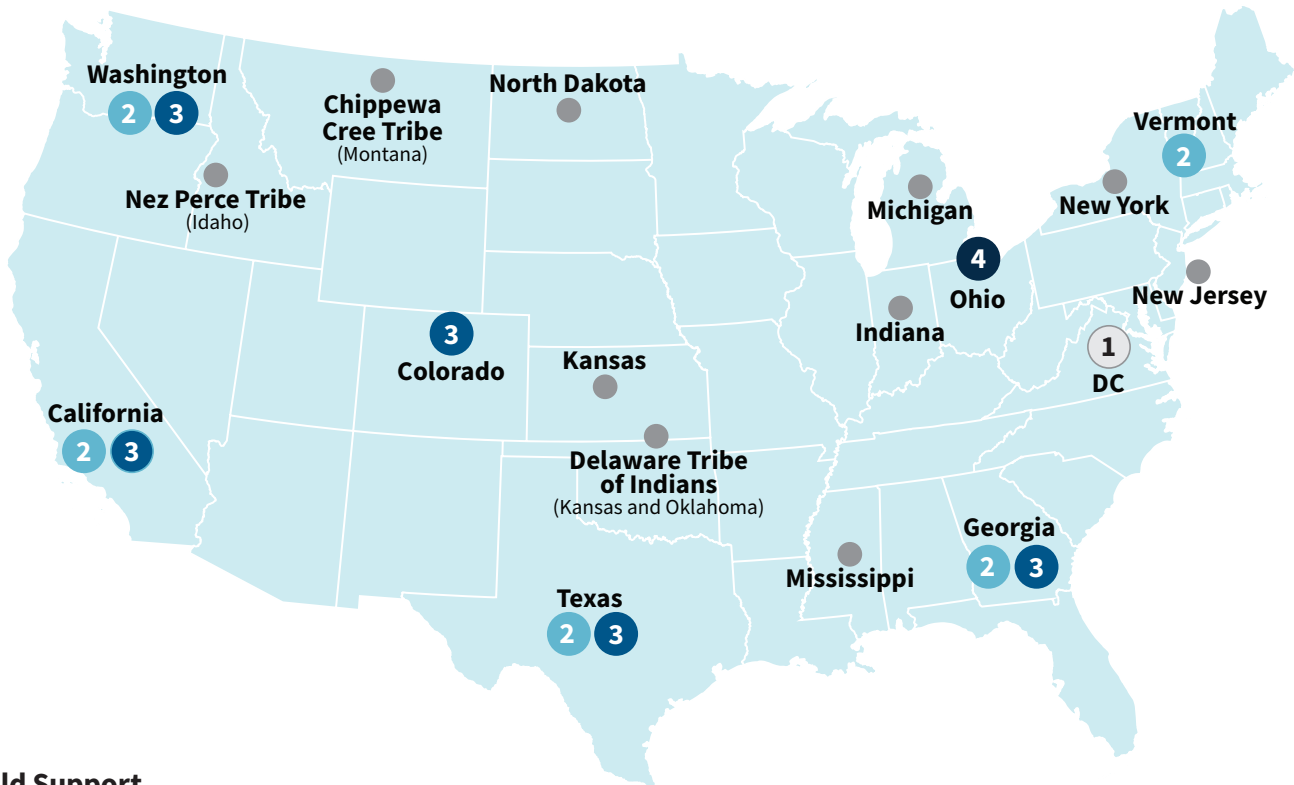 Washington
2 3
Chippewa
Cree Tribe
(Montana)
North Dakota
Vermont
2
Nez Perce Tribe
(Idaho)
Michigan
New York
4
Ohio
New Jersey
Indiana
1
DC
3
Colorado
Kansas
California
2 3
Delaware Tribe
of Indians
(Kansas and Oklahoma)
Georgia
2 3
Mississippi
Texas
2 3
Support